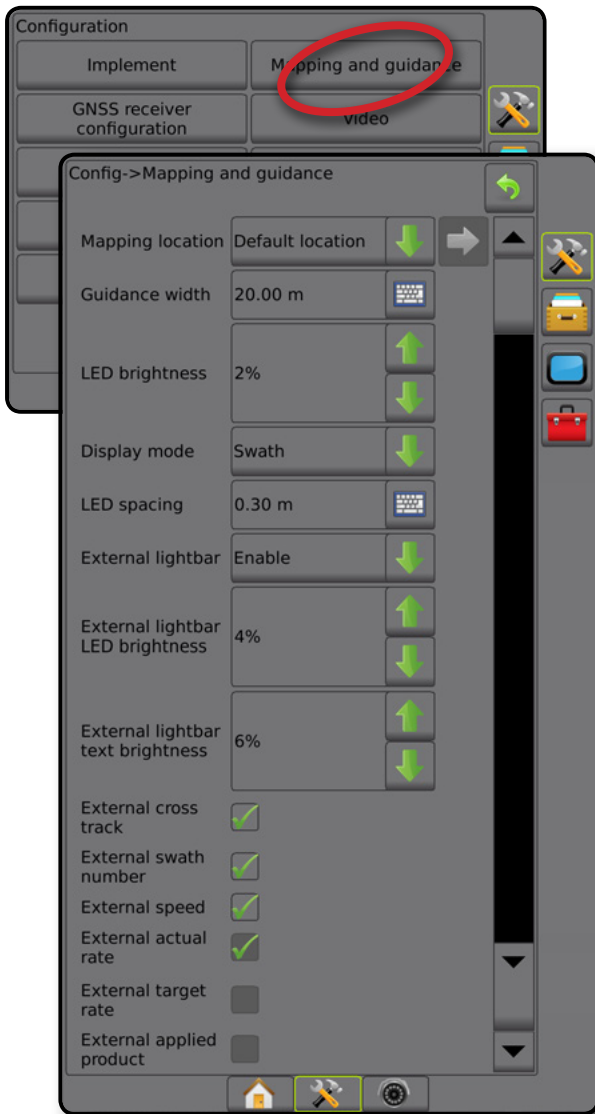 Configuration
Implement
Mapping and guidance
GNSS receiver
configuration
Video
Config->Mapping and guidance
Mapping location
Default location
Guidance width
20.00 m
LED brightness
2%
Display mode
Swath
LED spacing
0.30 m
External lightbar
Enable
External lightbar
LED brightness
4%
External lightbar
text brightness
6%
External cross
track
External swath
number
External speed
External actual
rate
External target
rate
External applied
product